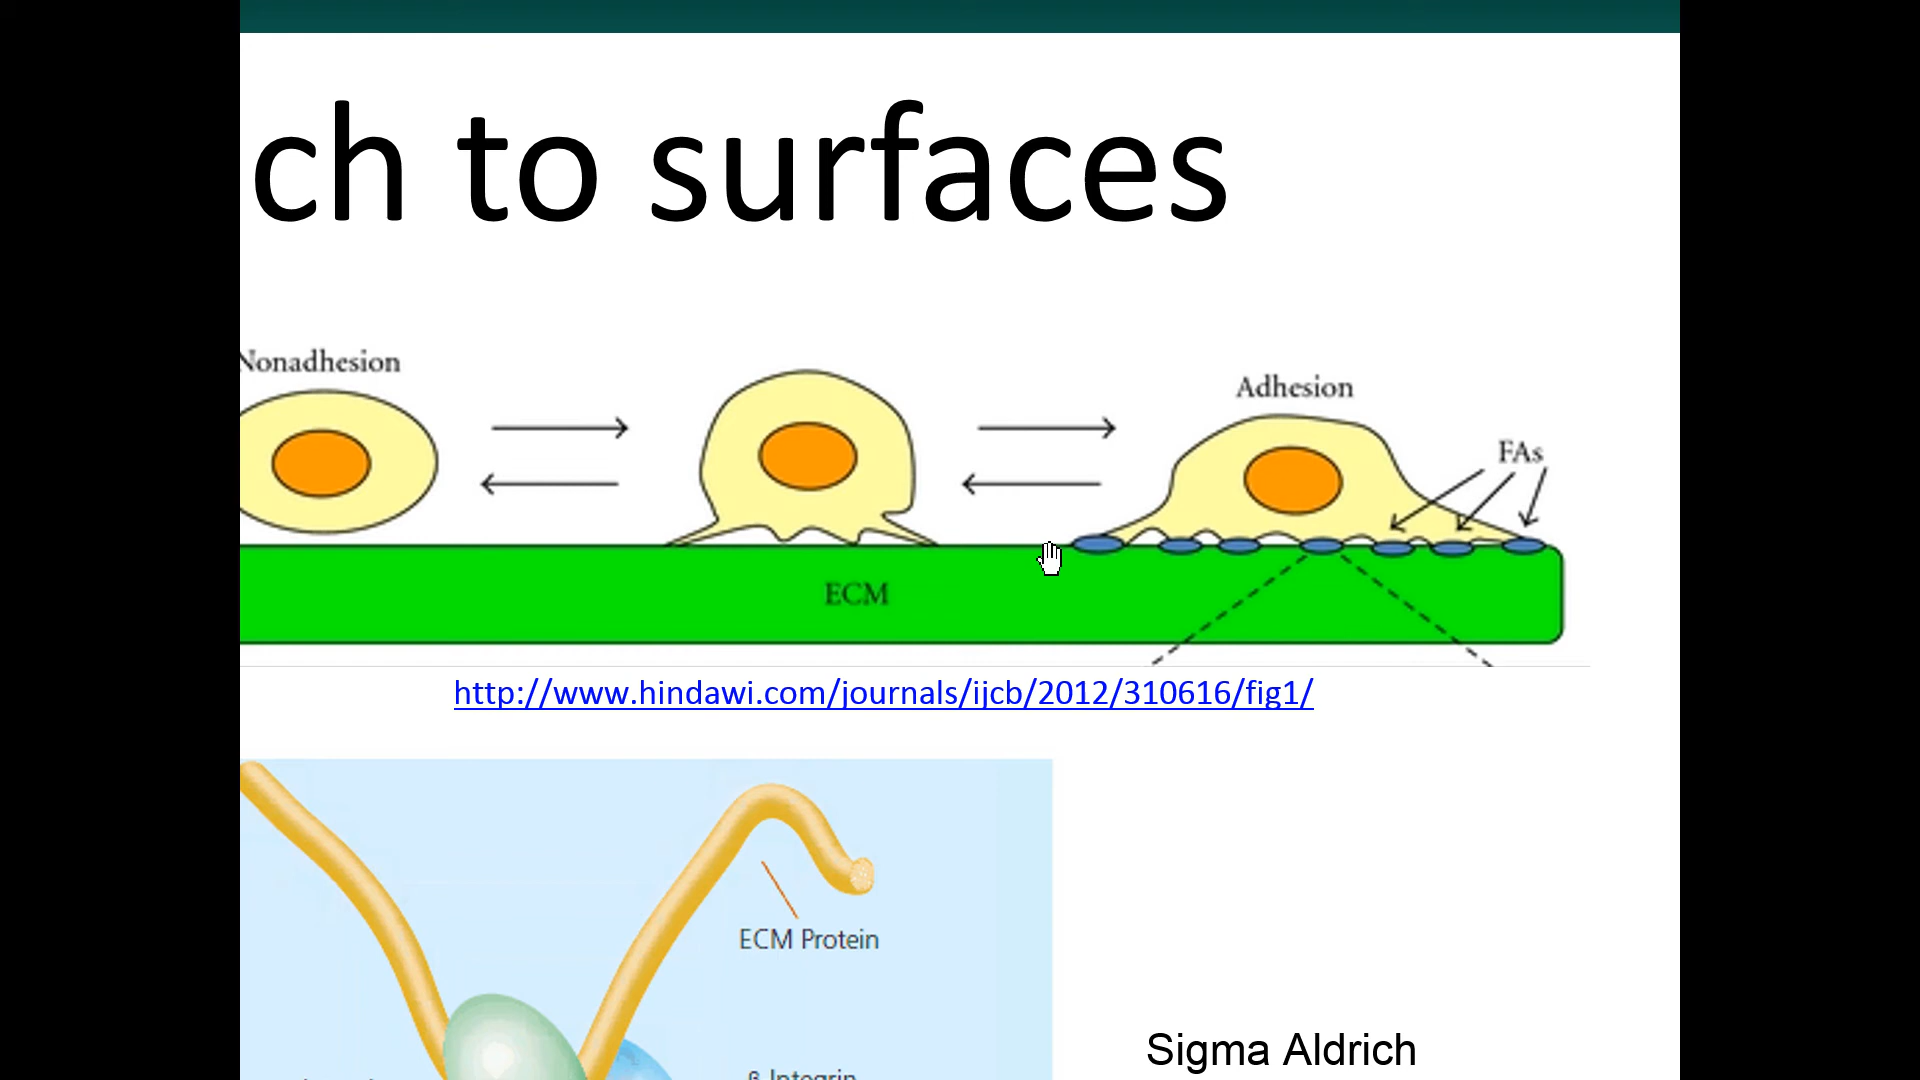 ch to surfaces
Nonadhesion
Adhesion
FAs
ECM
http://www.hindawi.com/journals/ijcb/2012/310616/fig1/
ECM Protein
Sigma Aldrich
β Integrin